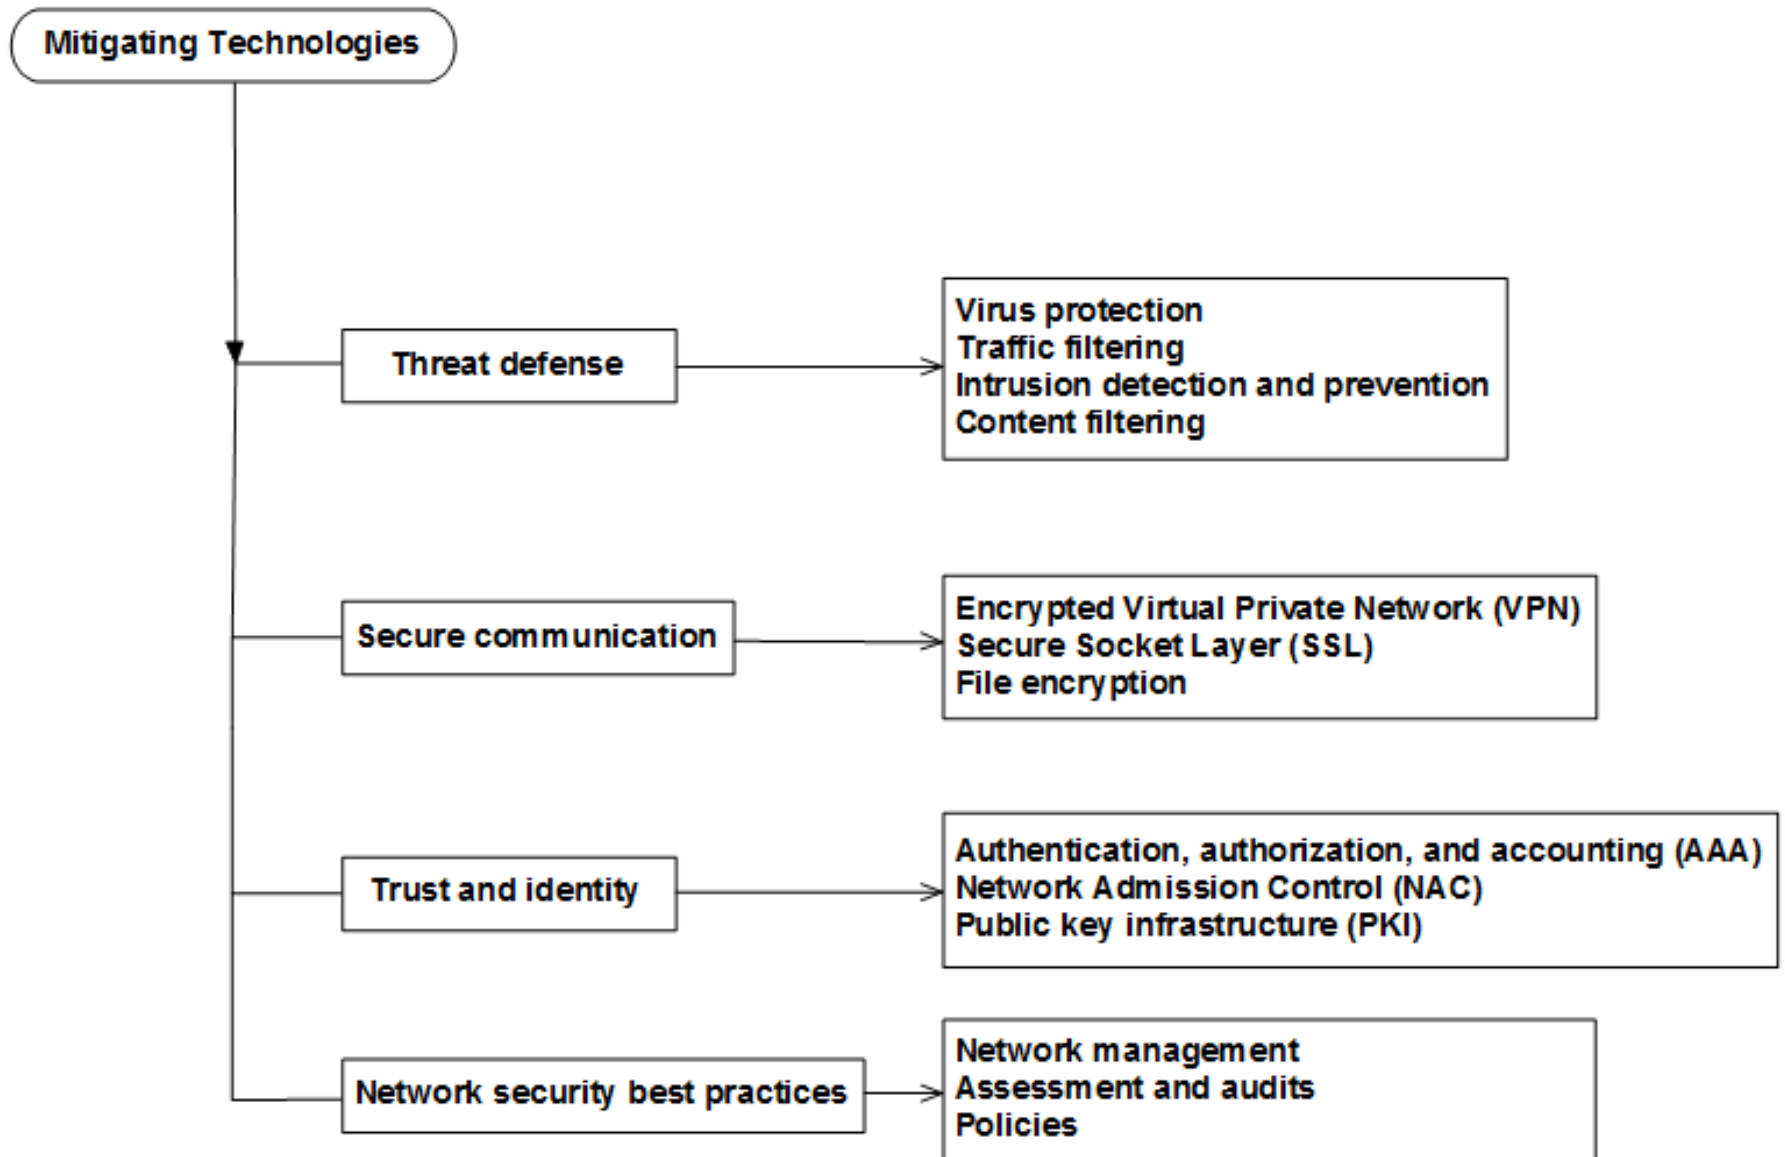 Mitigating Technologies
Threat defense
Virus protection
Traffic filtering
Intrusion detection and prevention
Content filtering
Secure communication
Encrypted Virtual Private Network (VPN)
Secure Socket Layer (SSL)
File encryption
Trust and identity
Authentication, authorization, and accounting (AAA)
Network Admission Control (NAC)
Public key infrastructure (PKI)
Network security best practices
Network management
Assessment and audits
Policies